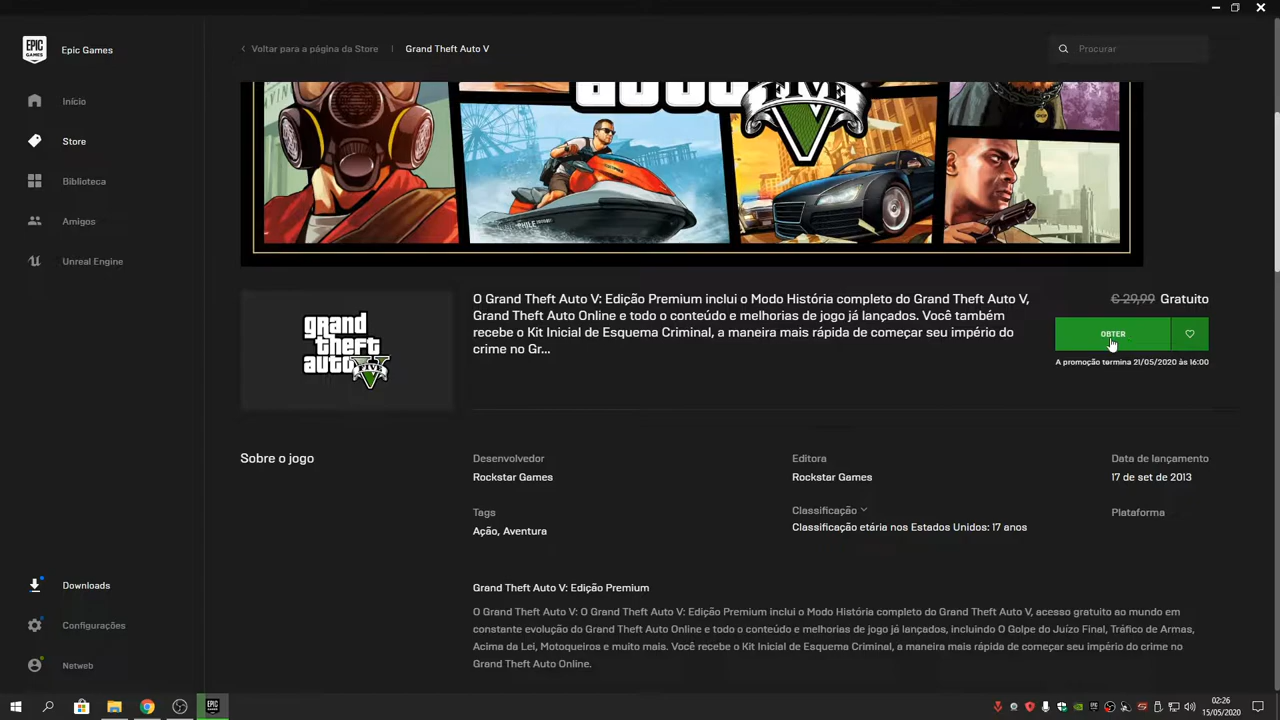 EPIC GAMES
Epic Games
Início
Store
Biblioteca
Amigos
Unreal Engine
Downloads
Configurações
Netweb
Voltar para a página da Store
Grand Theft Auto V
Procurar
FIVE
grand
theft
auto V
FIVE
O Grand Theft Auto V: Edição Premium inclui o Modo História completo do Grand Theft Auto V,
Grand Theft Auto Online e todo o conteúdo e melhorias de jogo já lançados. Você também
recebe o Kit Inicial de Esquema Criminal, a maneira mais rápida de começar seu império do
crime no Gr...
€ 29,99 Gratuito
OBTER
A promoção termina 21/05/2020 às 16:00
Sobre o jogo
Desenvolvedor
Rockstar Games
Editora
Rockstar Games
Data de lançamento
17 de set de 2013
Tags
Ação, Aventura
Classificação
Classificação etária nos Estados Unidos: 17 anos
Plataforma
Grand Theft Auto V: Edição Premium
O Grand Theft Auto V: O Grand Theft Auto V: Edição Premium inclui o Modo História completo do Grand Theft Auto V, acesso gratuito ao mundo em
constante evolução do Grand Theft Auto Online e todo o conteúdo e melhorias de jogo já lançados, incluindo O Golpe do Juízo Final, Tráfico de Armas,
Acima da Lei, Motoqueiros e muito mais. Você recebe o Kit Inicial de Esquema Criminal, a maneira mais rápida de começar seu império do crime no
Grand Theft Auto Online.
02:26
15/05/2020